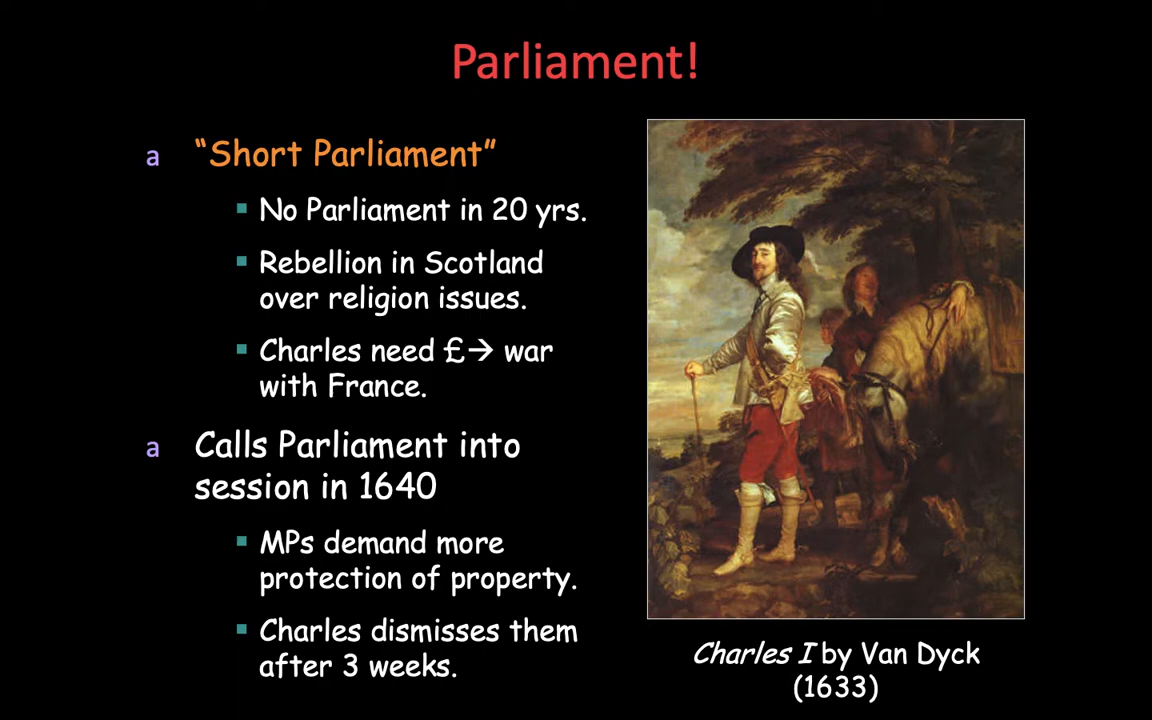 Parliament!
a “Short Parliament”
▪ No Parliament in 20 yrs.
▪ Rebellion in Scotland
over religion issues.
▪ Charles need £→ war
with France.
a Calls Parliament into
session in 1640
▪ MPs demand more
protection of property.
▪ Charles dismisses them
after 3 weeks.
Charles I by Van Dyck
(1633)